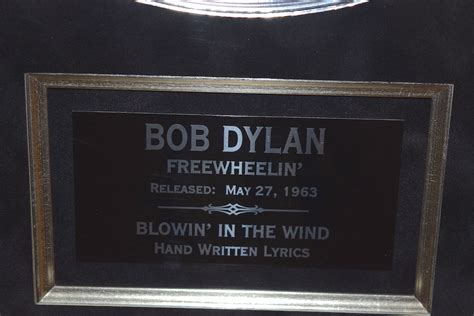 BOB DYLAN
FREEWHEELIN'
RELEASED: MAY 27, 1963
BLOWIN' IN THE WIND
HAND WRITTEN LYRICS